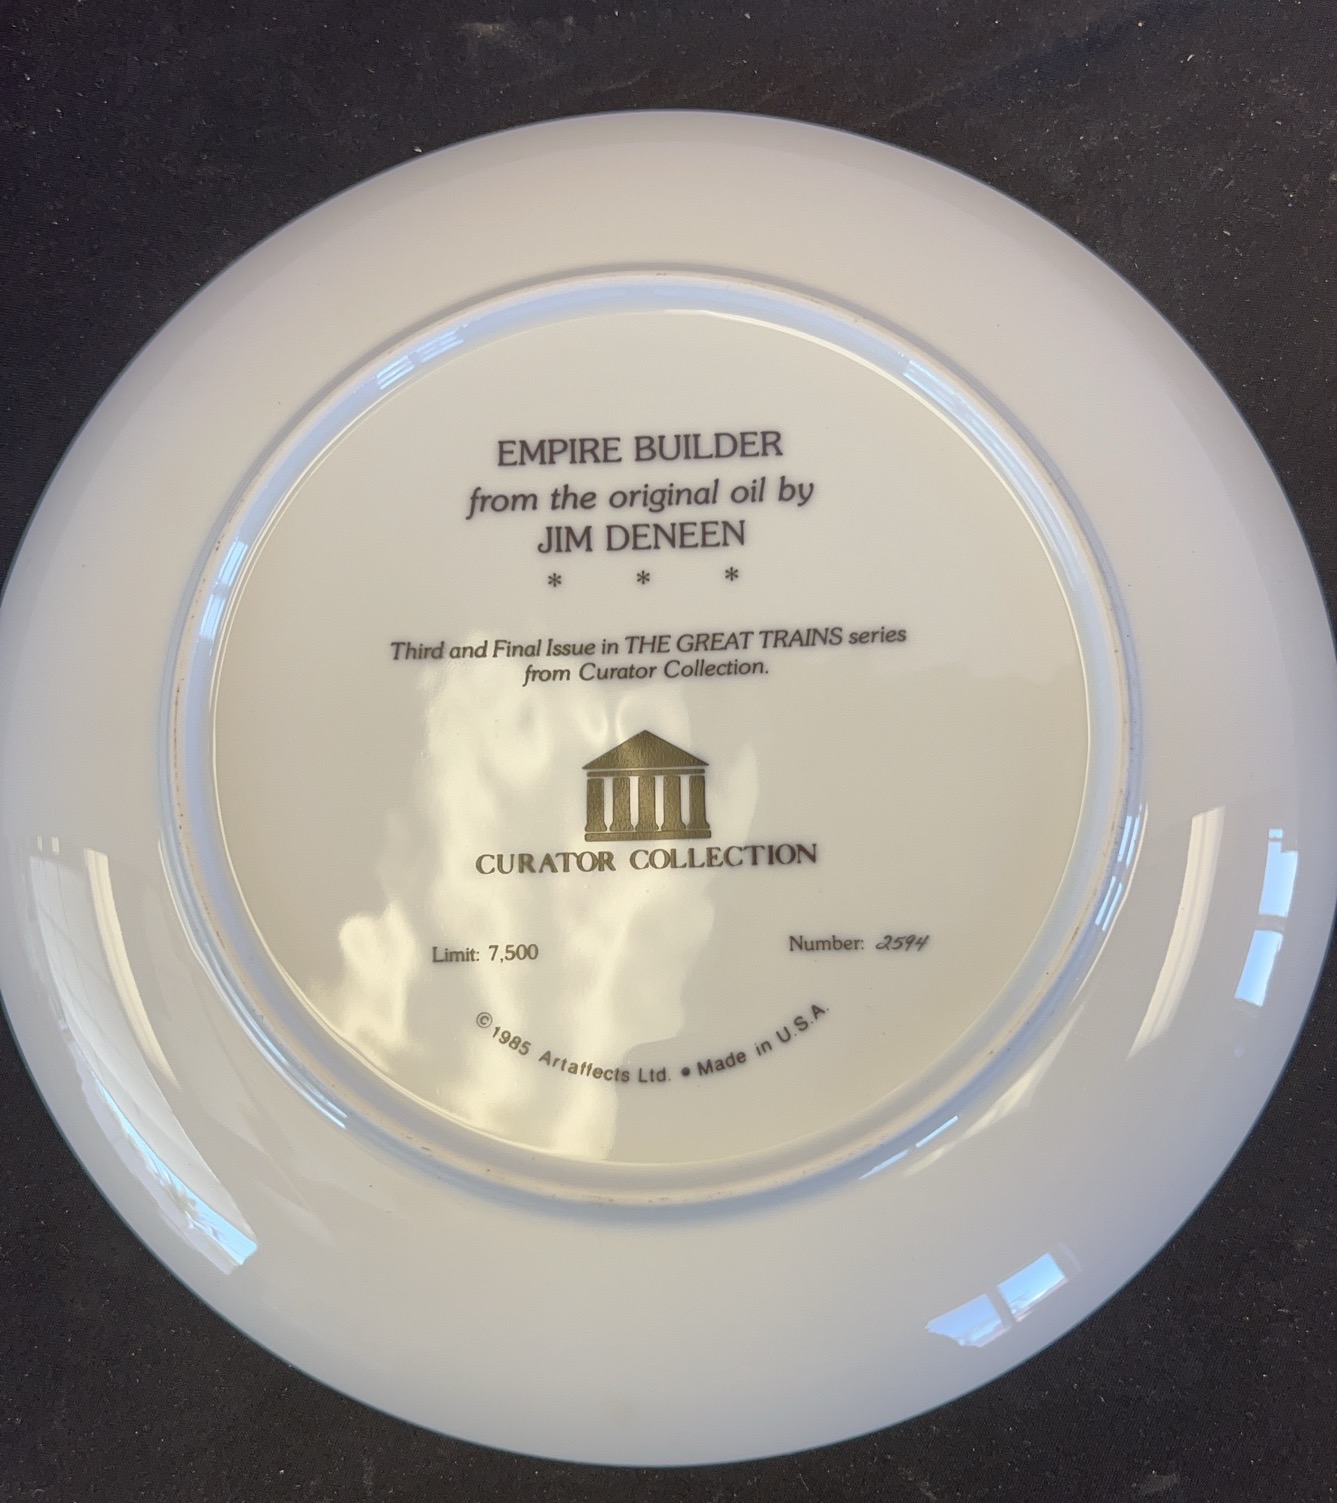 EMPIRE BUILDER
from the original oil by
JIM DENEEN
* * *
Third and Final Issue in THE GREAT TRAINS series
from Curator Collection.
CURATOR COLLECTION
Limit: 7,500 Number: 2594
©1985 Artaffects Ltd. • Made in U.S.A.